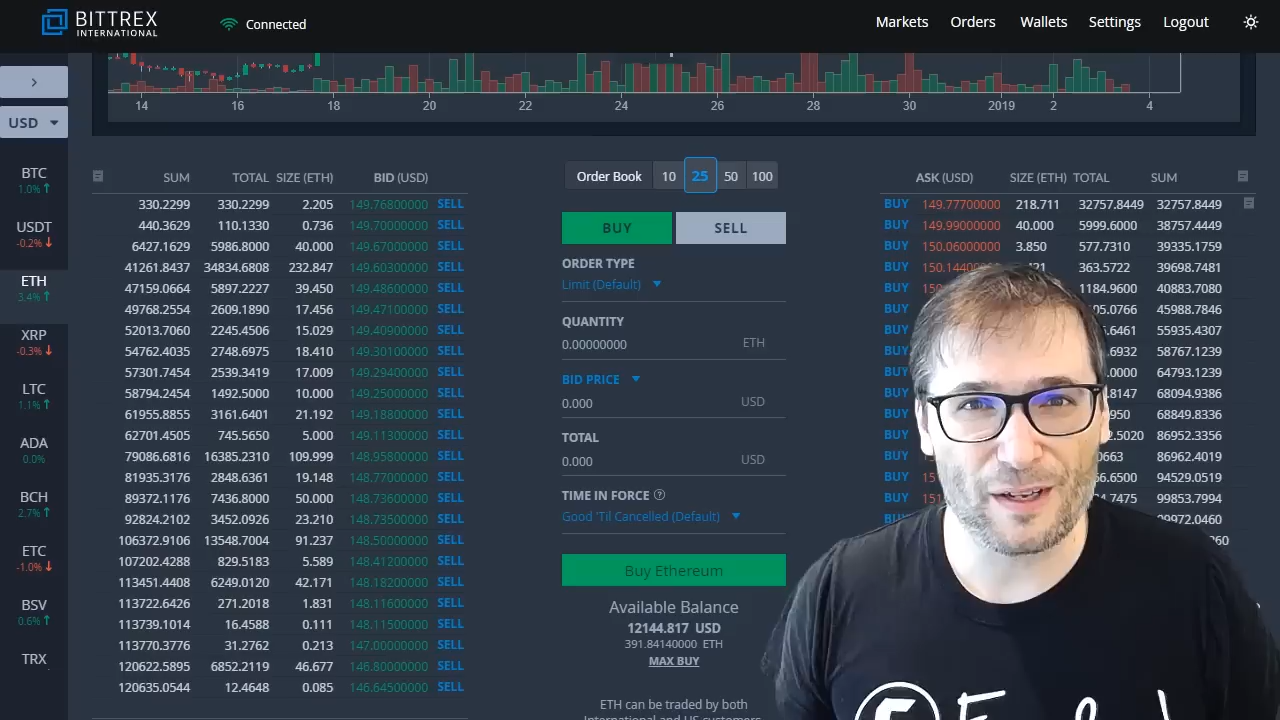 BITTREX
INTERNATIONAL
Connected
Markets Orders Wallets Settings Logout
14 16 18 20 22 24 26 28 30 2019 2 4
USD
BTC
1.0%
USDT
-0.2%
ETH
3.4%
XRP
-0.3%
LTC
1.1%
ADA
0.0%
BCH
2.7%
ETC
-1.0%
BSV
0.6%
TRX
SUM TOTAL SIZE (ETH) BID (USD)
330.2299 330.2299 2.205 149.76800000 SELL
440.3629 110.1330 0.736 149.70000000 SELL
6427.1629 5986.8000 40.000 149.67000000 SELL
41261.8437 34834.6808 232.847 149.60300000 SELL
47159.0664 5897.2227 39.450 149.48600000 SELL
49768.2554 2609.1890 17.456 149.47100000 SELL
52013.7060 2245.4506 15.029 149.40900000 SELL
54762.4035 2748.6975 18.410 149.30100000 SELL
57301.7454 2539.3419 17.009 149.29400000 SELL
58794.2454 1492.5000 10.000 149.25000000 SELL
61955.8855 3161.6401 21.192 149.18800000 SELL
62701.4505 745.5650 5.000 149.11300000 SELL
79086.6816 16385.2310 109.999 148.95800000 SELL
81935.3176 2848.6361 19.148 148.77000000 SELL
89372.1176 7436.8000 50.000 148.73600000 SELL
92824.2102 3452.0926 23.210 148.73500000 SELL
106372.9106 13548.7004 91.237 148.50000000 SELL
107202.4288 829.5183 5.589 148.41200000 SELL
113451.4408 6249.0120 42.171 148.18200000 SELL
113722.6426 271.2018 1.831 148.11600000 SELL
113739.1014 16.4588 0.111 148.11500000 SELL
113770.3776 31.2762 0.213 147.00000000 SELL
120622.5895 6852.2119 46.677 146.80000000 SELL
120635.0544 12.4648 0.085 146.64500000 SELL
Order Book 10 25 50 100
BUY SELL
ORDER TYPE
Limit (Default)
QUANTITY
0.00000000 ETH
BID PRICE
0.000 USD
TOTAL
0.000 USD
TIME IN FORCE ?
Good 'Til Cancelled (Default)
Buy Ethereum
Available Balance
12144.817 USD
391.84140000 ETH
MAX BUY
ETH can be traded by both
International and US customers
ASK (USD) SIZE (ETH) TOTAL SUM
BUY 149.77700000 218.711 32757.8449 32757.8449
BUY 149.99000000 40.000 5999.6000 38757.4449
BUY 150.06000000 3.850 577.7310 39335.1759
BUY 363.5722 39698.7481
BUY 1184.9600 40883.7080
BUY 45988.7846
BUY 55935.4307
BUY 58767.1239
BUY 64793.1239
BUY 68094.9386
BUY 68849.8336
BUY 86952.3356
BUY 86962.4019
BUY 94529.0519
BUY 99853.7994
BUY